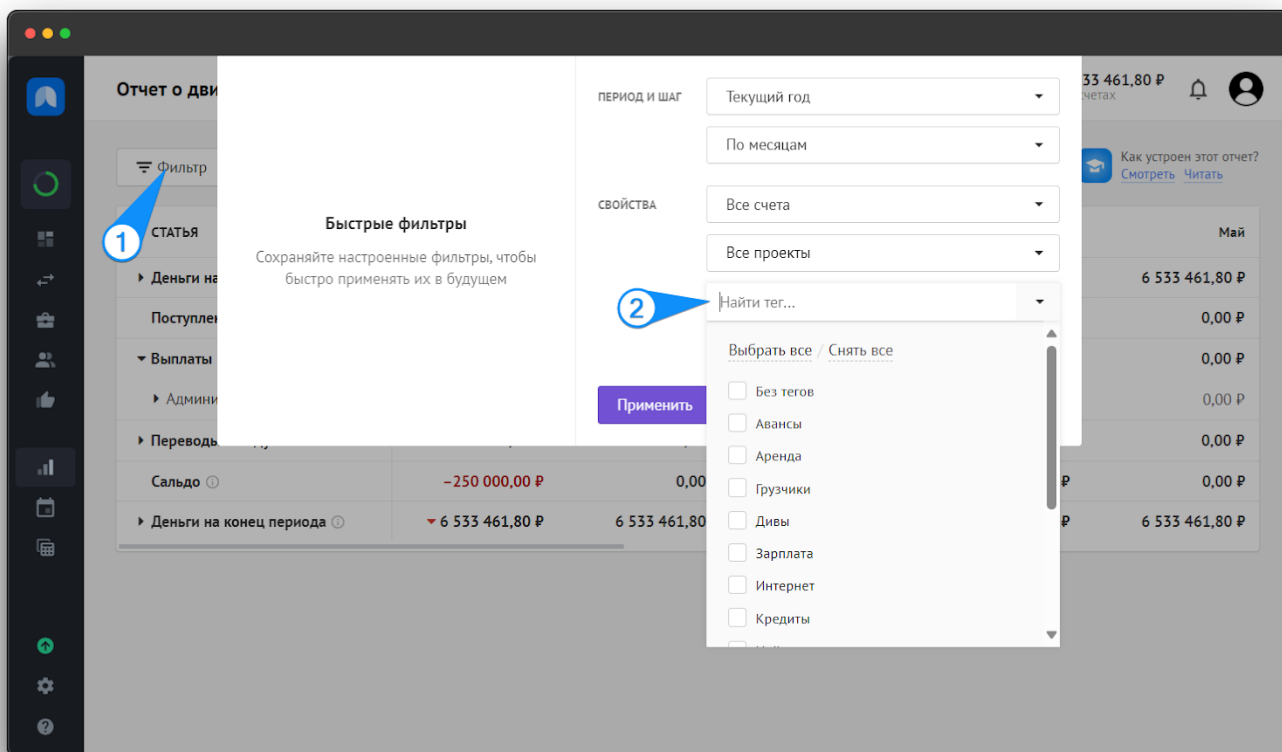 Отчет о дви
33 461,80 ₽
четах
Фильтр
Как устроен этот отчет?
Смотреть Читать
ПЕРИОД И ШАГ
Текущий год
По месяцам
СВОЙСТВА
Все счета
Все проекты
Найти тег...
Выбрать все / Снять все
Без тегов
Авансы
Аренда
Грузчики
Дивы
Зарплата
Интернет
Кредиты
Применить
Быстрые фильтры
Сохраняйте настроенные фильтры, чтобы
быстро применять их в будущем
1
2
СТАТЬЯ
Май
Деньги на
6 533 461,80 ₽
Поступлен
0,00 ₽
Выплаты
0,00 ₽
Админи
0,00 ₽
Переводы
0,00 ₽
Сальдо
−250 000,00 ₽
0,00
₽
0,00 ₽
Деньги на конец периода
6 533 461,80 ₽
6 533 461,80
₽
6 533 461,80 ₽